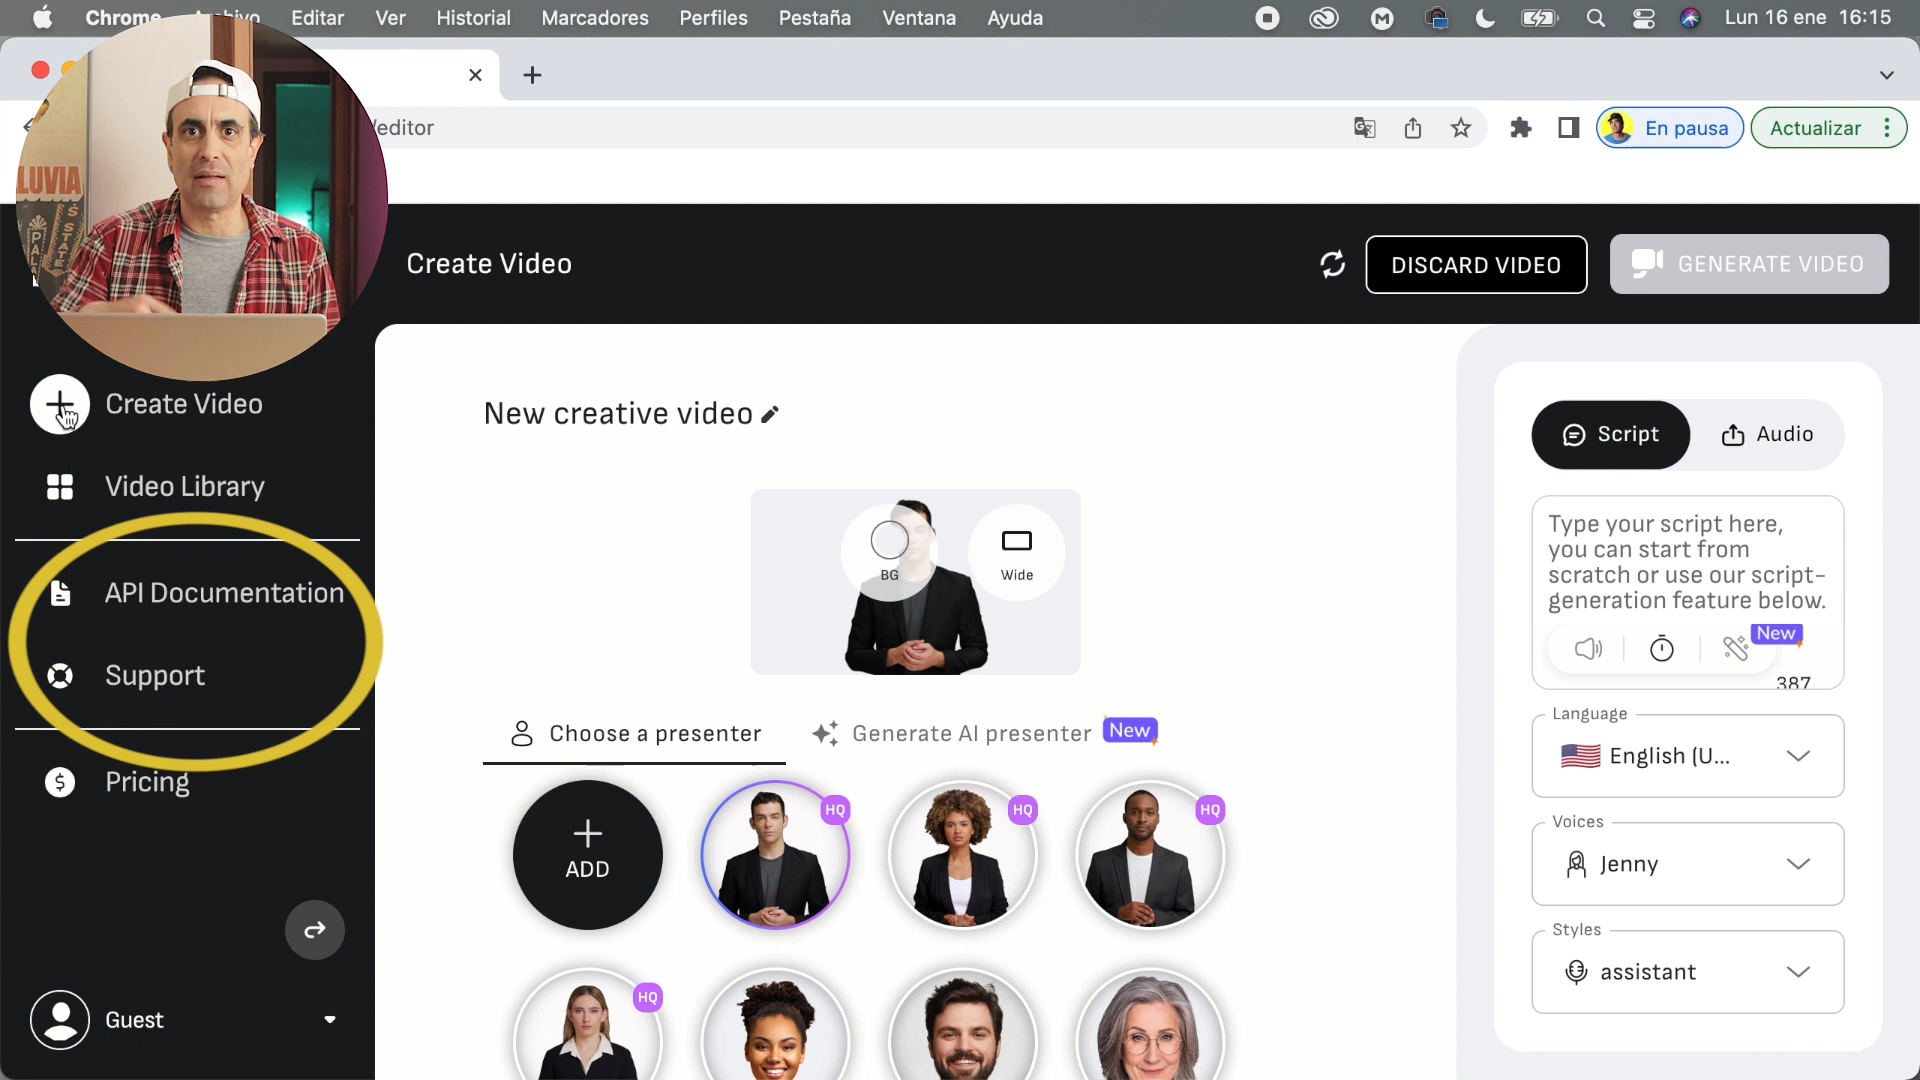 Chrome Archivo Editar Ver Historial Marcadores Perfiles Pestaña Ventana Ayuda
Lun 16 ene 16:15
/editor
En pausa
Actualizar
LUVIA
Create Video
DISCARD VIDEO
GENERATE VIDEO
Create Video
Video Library
API Documentation
Support
Pricing
Guest
New creative video
BG
Wide
Choose a presenter
Generate AI presenter
New
ADD
HQ
HQ
HQ
HQ
Script
Audio
Type your script here,
you can start from
scratch or use our script-
generation feature below.
New
387
Language
English (U...
Voices
Jenny
Styles
assistant